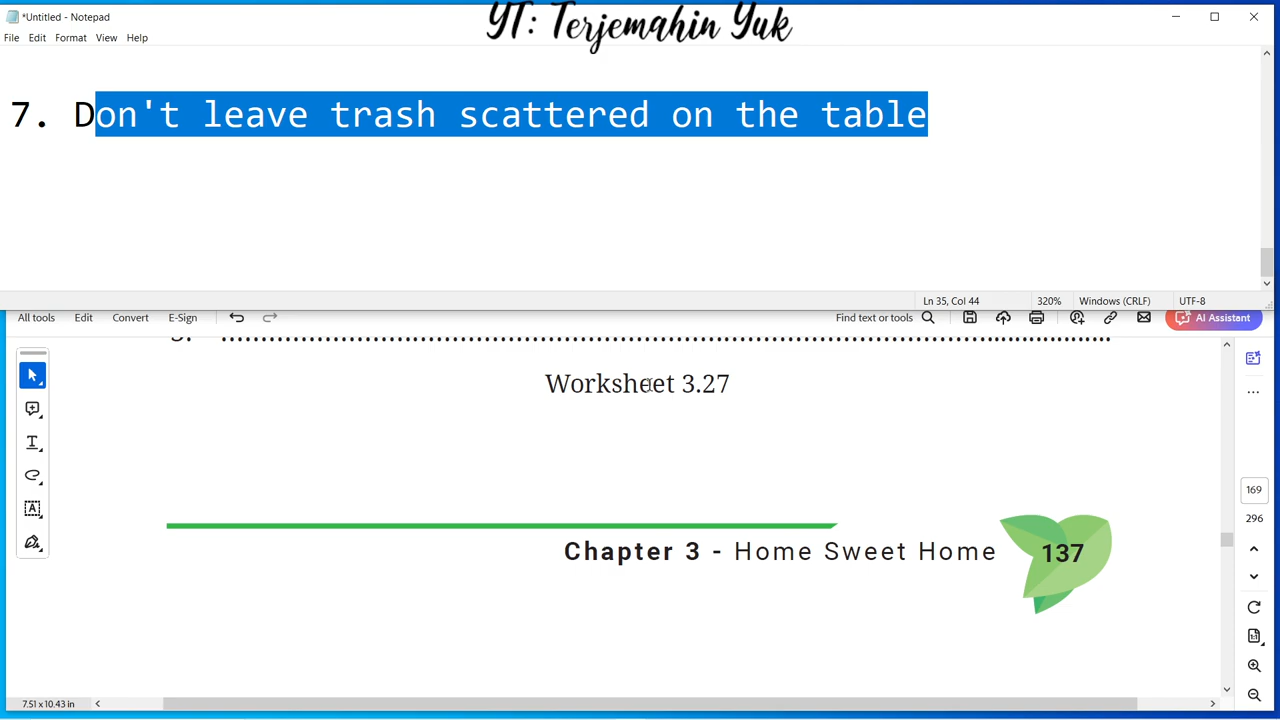 *Untitled - Notepad
YT: Terjemahin Yuk
File Edit Format View Help
7. Don't leave trash scattered on the table
Ln 35, Col 44 320% Windows (CRLF) UTF-8
All tools Edit Convert E-Sign Find text or tools AI Assistant
Worksheet 3.27
169
296
Chapter 3 - Home Sweet Home 137
7.51 x 10.43 in